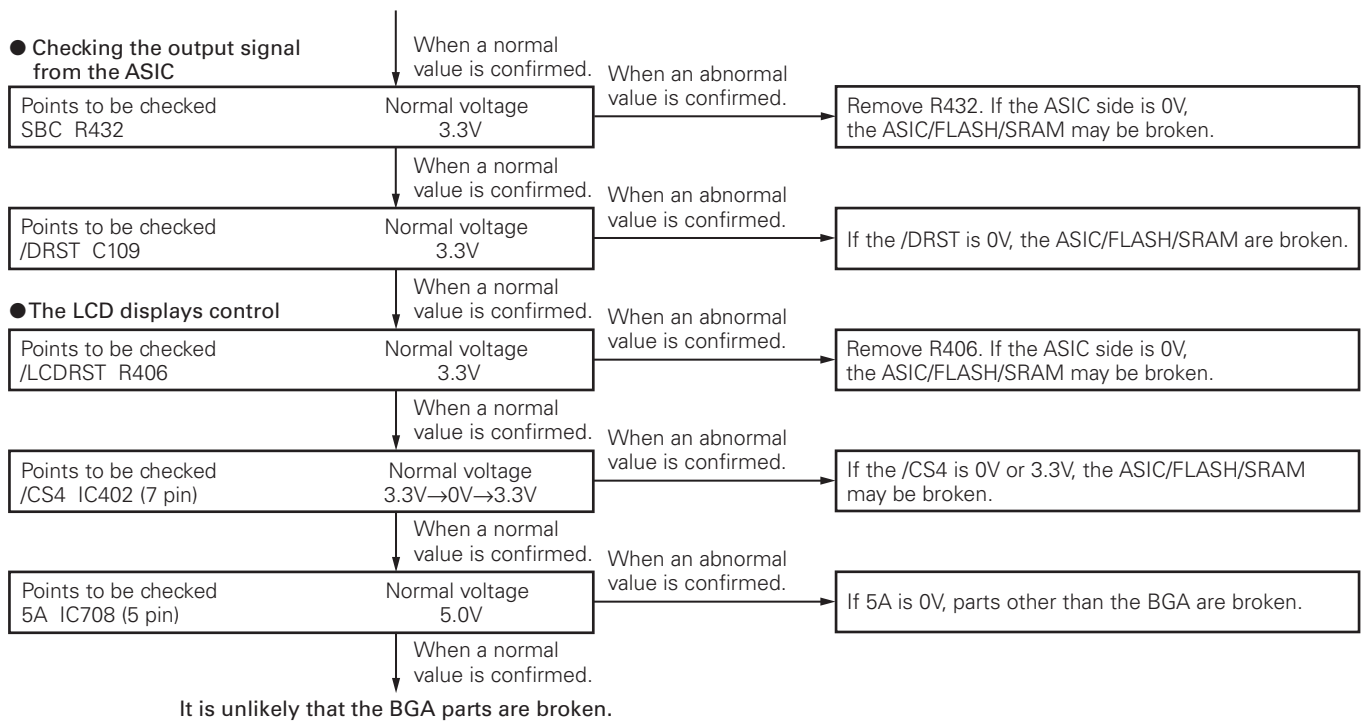 ● Checking the output signal
from the ASIC
When a normal
value is confirmed.
When an abnormal
value is confirmed.
Points to be checked Normal voltage
SBC R432 3.3V
Remove R432. If the ASIC side is 0V,
the ASIC/FLASH/SRAM may be broken.
When a normal
value is confirmed.
When an abnormal
value is confirmed.
Points to be checked Normal voltage
/DRST C109 3.3V
If the /DRST is 0V, the ASIC/FLASH/SRAM are broken.
When a normal
value is confirmed.
● The LCD displays control
When an abnormal
value is confirmed.
Points to be checked Normal voltage
/LCDRST R406 3.3V
Remove R406. If the ASIC side is 0V,
the ASIC/FLASH/SRAM may be broken.
When a normal
value is confirmed.
When an abnormal
value is confirmed.
Points to be checked Normal voltage
/CS4 IC402 (7 pin) 3.3V→0V→3.3V
If the /CS4 is 0V or 3.3V, the ASIC/FLASH/SRAM
may be broken.
When a normal
value is confirmed.
When an abnormal
value is confirmed.
Points to be checked Normal voltage
5A IC708 (5 pin) 5.0V
If 5A is 0V, parts other than the BGA are broken.
When a normal
value is confirmed.
It is unlikely that the BGA parts are broken.